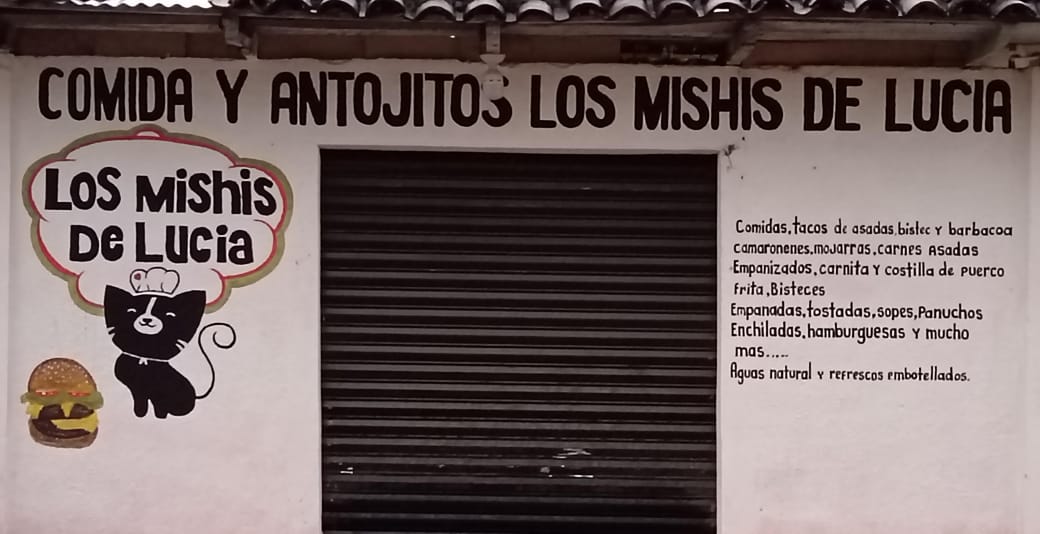 COMIDA Y ANTOJITOS LOS MISHIS DE LUCIA
LOS MisHis
De LUCia
Comidas,tacos de asadas,bistec Y barbacoa
camaronenes,moJarras,carnes Asadas
Empanizados,carnita Y costilla de puerco
frita,Bisteces
Empanadas,tostadas,sopes,Panuchos
Enchiladas,hamburguesas Y mucho
mas.....
Aguas natural Y refrescos embotellados.